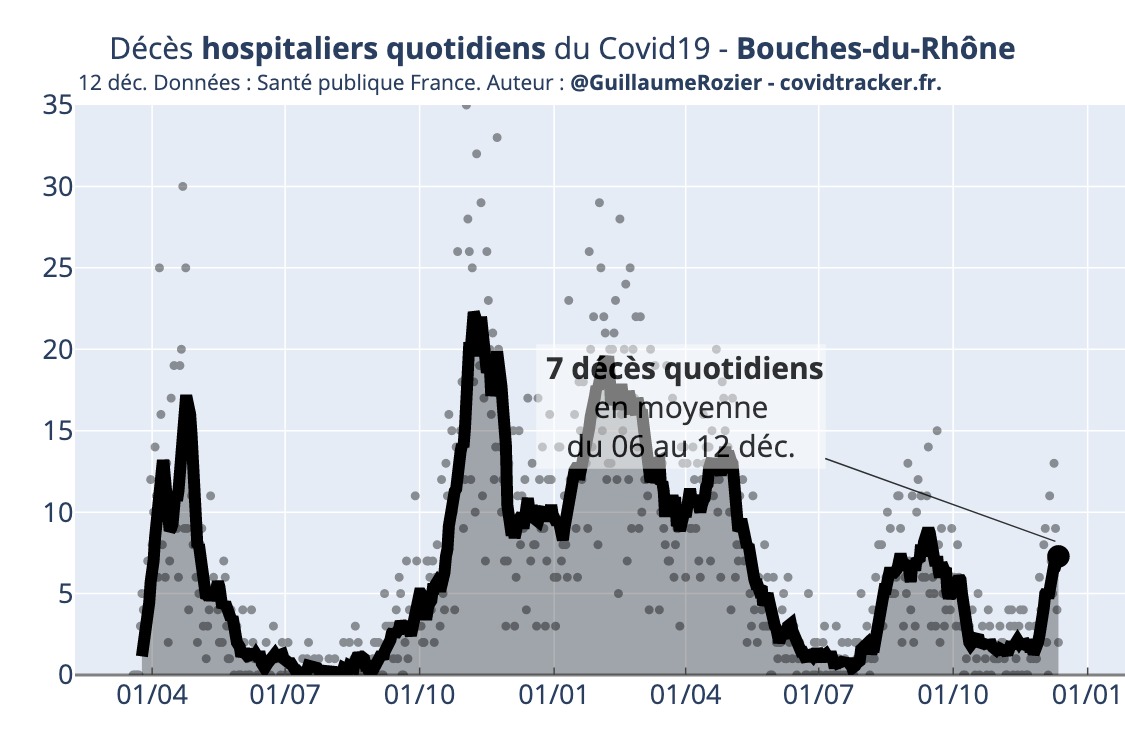 Décès hospitaliers quotidiens du Covid19 - Bouches-du-Rhône
12 déc. Données : Santé publique France. Auteur : @GuillaumeRozier - covidtracker.fr.
35
30
25
20
15
10
5
0
7 décès quotidiens
en moyenne
du 06 au 12 déc.
01/04 01/07 01/10 01/01 01/04 01/07 01/10 01/01